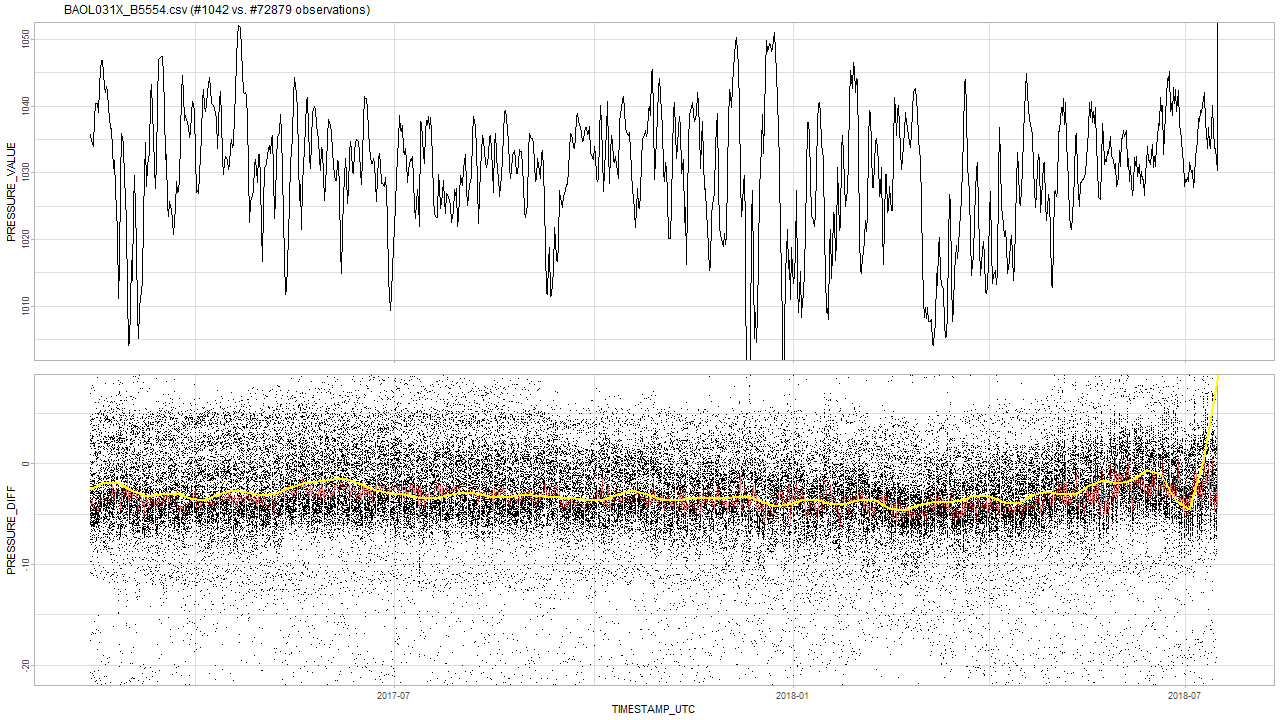 BAOL031X_B5554.csv (#1042 vs. #72879 observations)
PRESSURE_VALUE
1050
1040
1030
1020
1010
PRESSURE_DIFF
0
-10
-20
2017-07
2018-01
2018-07
TIMESTAMP_UTC